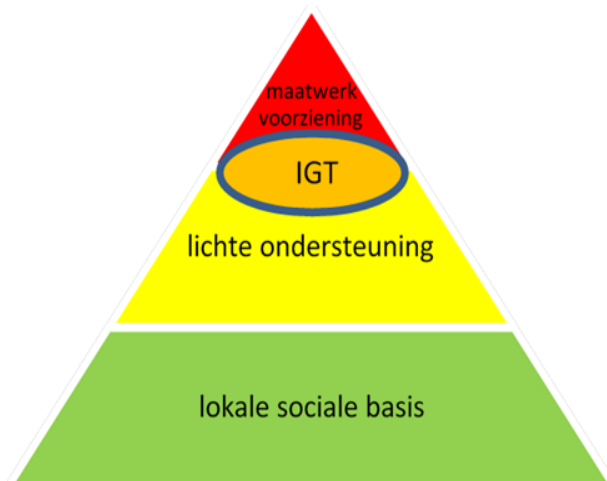 maatwerk
voorziening
IGT
lichte ondersteuning
lokale sociale basis